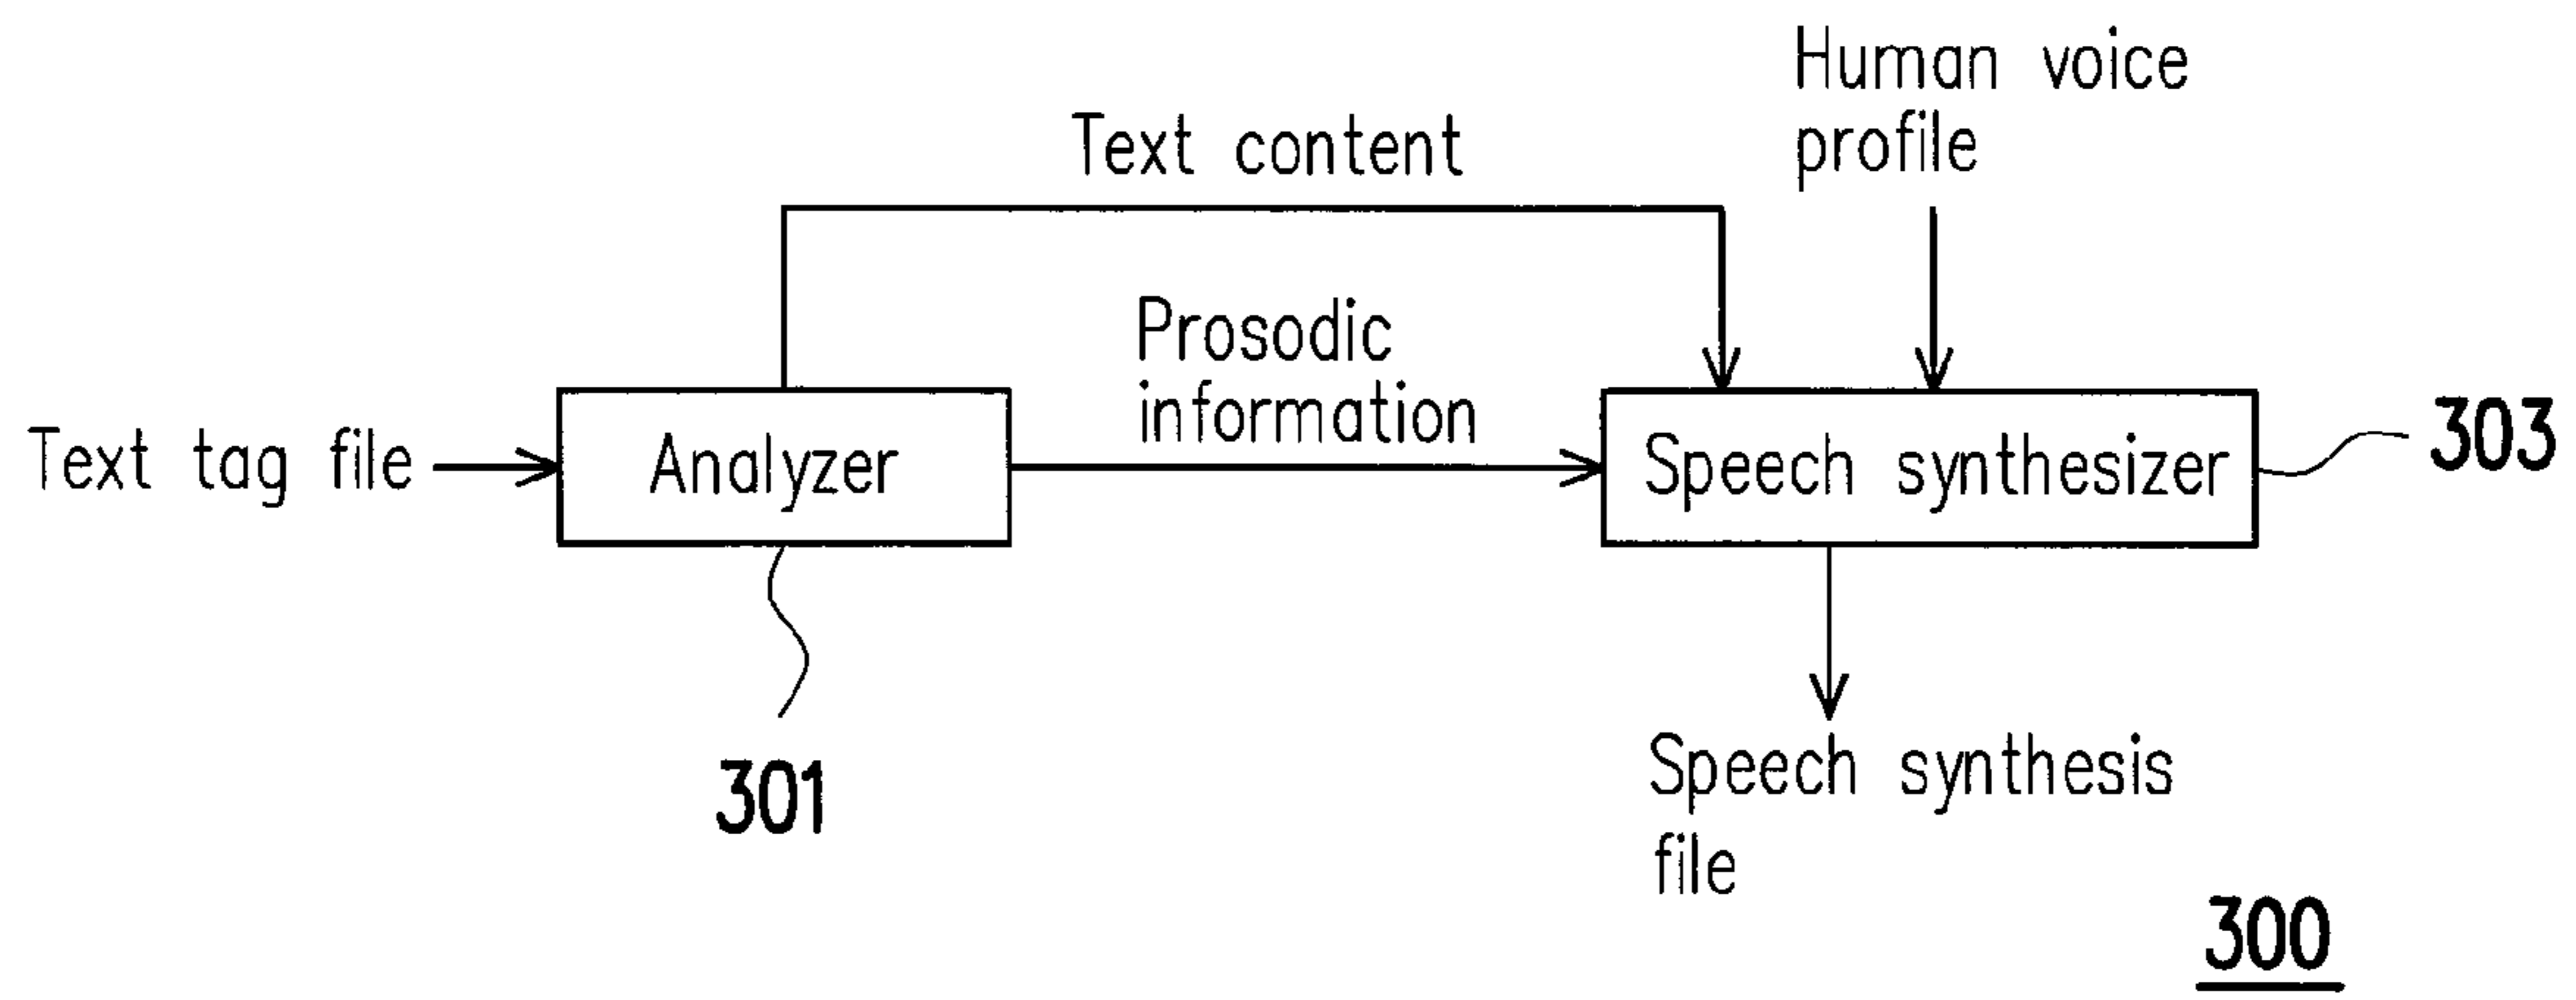 Human voice
profile
Text content
Prosodic
information
Text tag file
Analyzer
Speech synthesizer
303
301
Speech synthesis
file
300